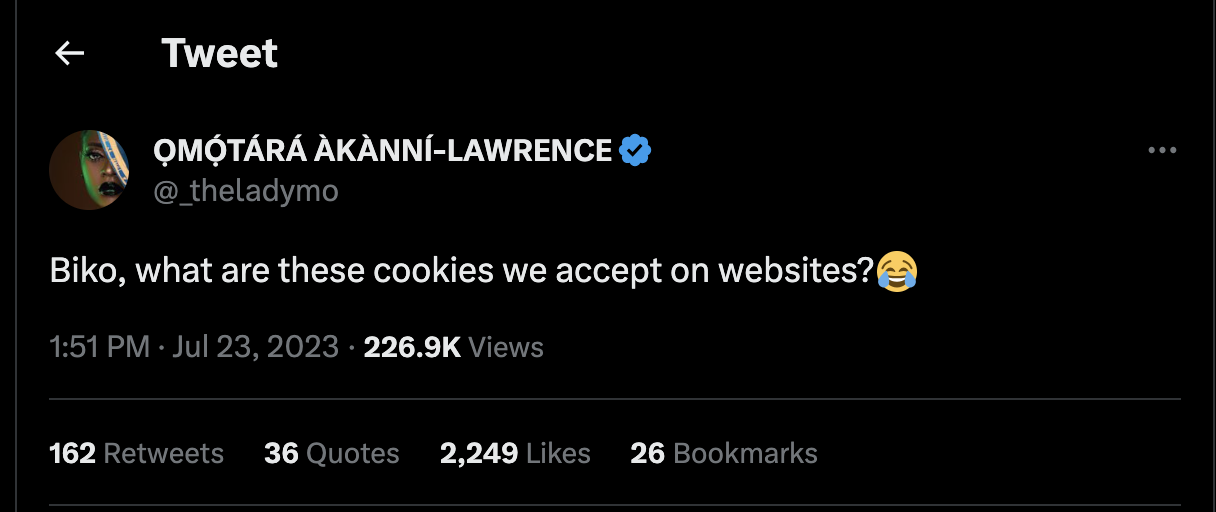 Tweet
ỌMỌ́TÁRÁ ÀKÀNNÍ-LAWRENCE
@_theladymo
Biko, what are these cookies we accept on websites?😂
1:51 PM · Jul 23, 2023 · 226.9K Views
162 Retweets 36 Quotes 2,249 Likes 26 Bookmarks